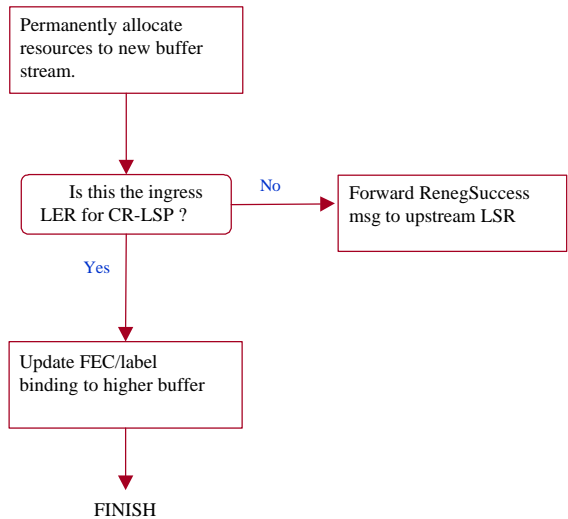 Permanently allocate
resources to new buffer
stream.
Is this the ingress
LER for CR-LSP ?
No
Forward RenegSuccess
msg to upstream LSR
Yes
Update FEC/label
binding to higher buffer
FINISH